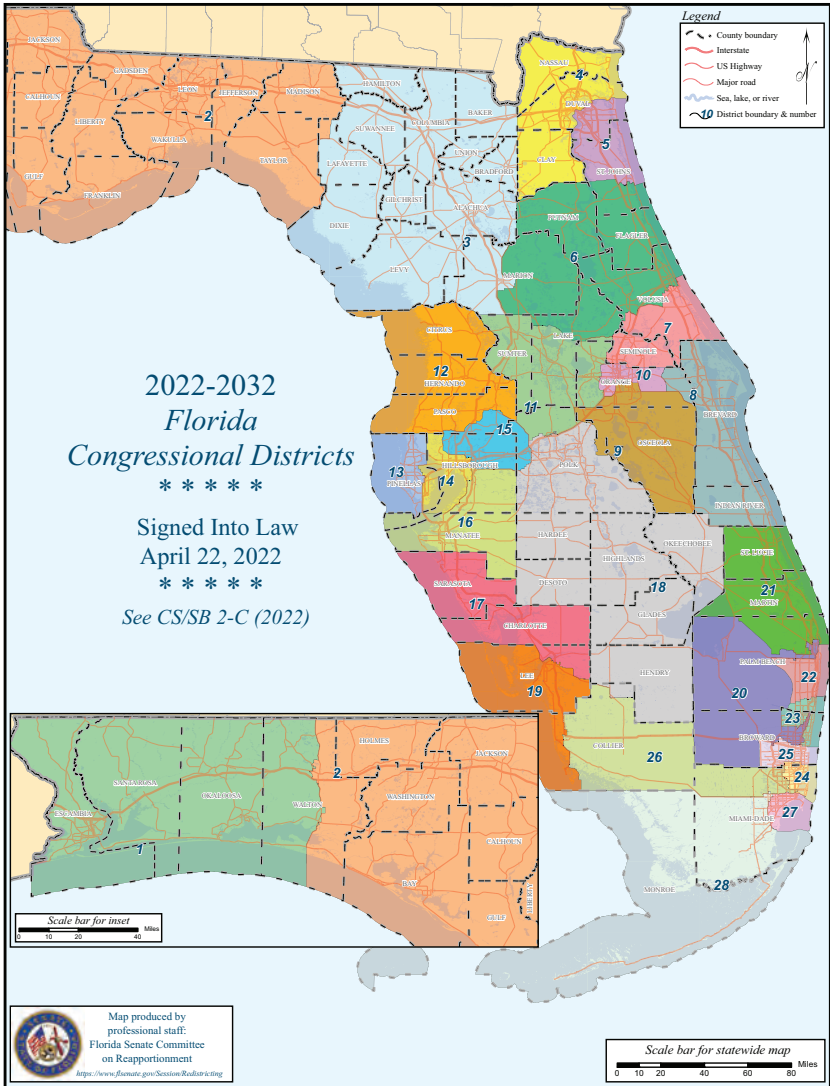 Legend
County boundary
Interstate
US Highway
Major road
Sea, lake, or river
10 District boundary & number
N
2022-2032
Florida
Congressional Districts
* * * * *
Signed Into Law
April 22, 2022
* * * * *
See CS/SB 2-C (2022)
JACKSON
GADSDEN
CALHOUN
LEON
JEFFERSON
MADISON
LIBERTY
2
WAKULLA
TAYLOR
GULF
FRANKLIN
HAMILTON
BAKER
COLUMBIA
SUWANNEE
UNION
LAFAYETTE
BRADFORD
GILCHRIST
ALACHUA
DIXIE
3
LEVY
MARION
NASSAU
4
DUVAL
5
CLAY
ST. JOHNS
PUTNAM
FLAGLER
6
VOLUSIA
7
CITRUS
SUMTER
LAKE
SEMINOLE
12
HERNANDO
ORANGE
10
8
11
BREVARD
PASCO
15
9
OSCEOLA
13
PINELLAS
HILLSBOROUGH
14
POLK
INDIAN RIVER
16
MANATEE
HARDEE
OKEECHOBEE
HIGHLANDS
ST. LUCIE
SARASOTA
DESOTO
18
21
17
MARTIN
GLADES
CHARLOTTE
PALM BEACH
22
LEE
HENDRY
19
20
23
COLLIER
26
BROWARD
25
24
27
MIAMI-DADE
MONROE
28
HOLMES
JACKSON
2
SANTA ROSA
OKALOOSA
WALTON
WASHINGTON
ESCAMBIA
CALHOUN
1
BAY
LIBERTY
GULF
Scale bar for inset
0 10 20 40 Miles
Map produced by
professional staff:
Florida Senate Committee
on Reapportionment
https://www.flsenate.gov/Session/Redistricting
Scale bar for statewide map
0 10 20 40 60 80 Miles